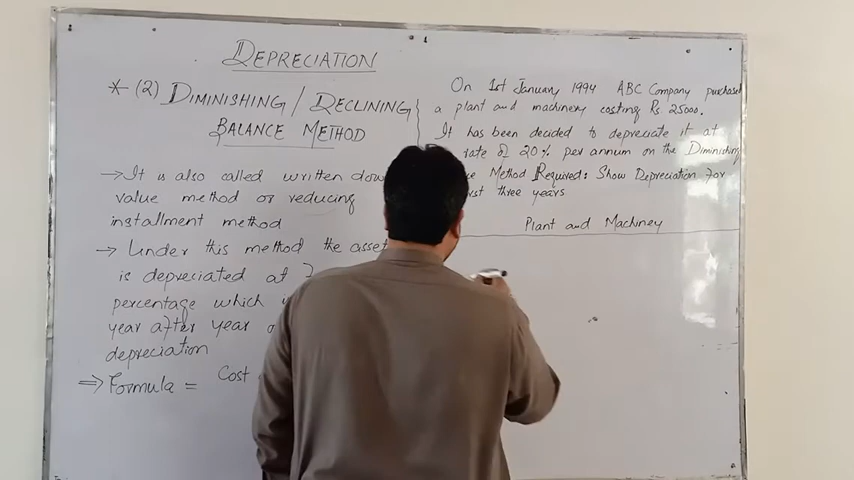 DEPRECIATION
* (2) DIMINISHING / DECLINING
BALANCE METHOD
→ It is also called written down
value method or reducing
installment method
→ Under this method the asset
is depreciated at
percentage which
year after year
depreciation
⇒ Formula = Cost
On 1st January 1994 ABC Company purchased
a plant and machinery costing Rs 25000.
It has been decided to depreciate it at
rate of 20% per annum on the Diminishing
Method Required: Show Depreciation for
three years
Plant and Machiney